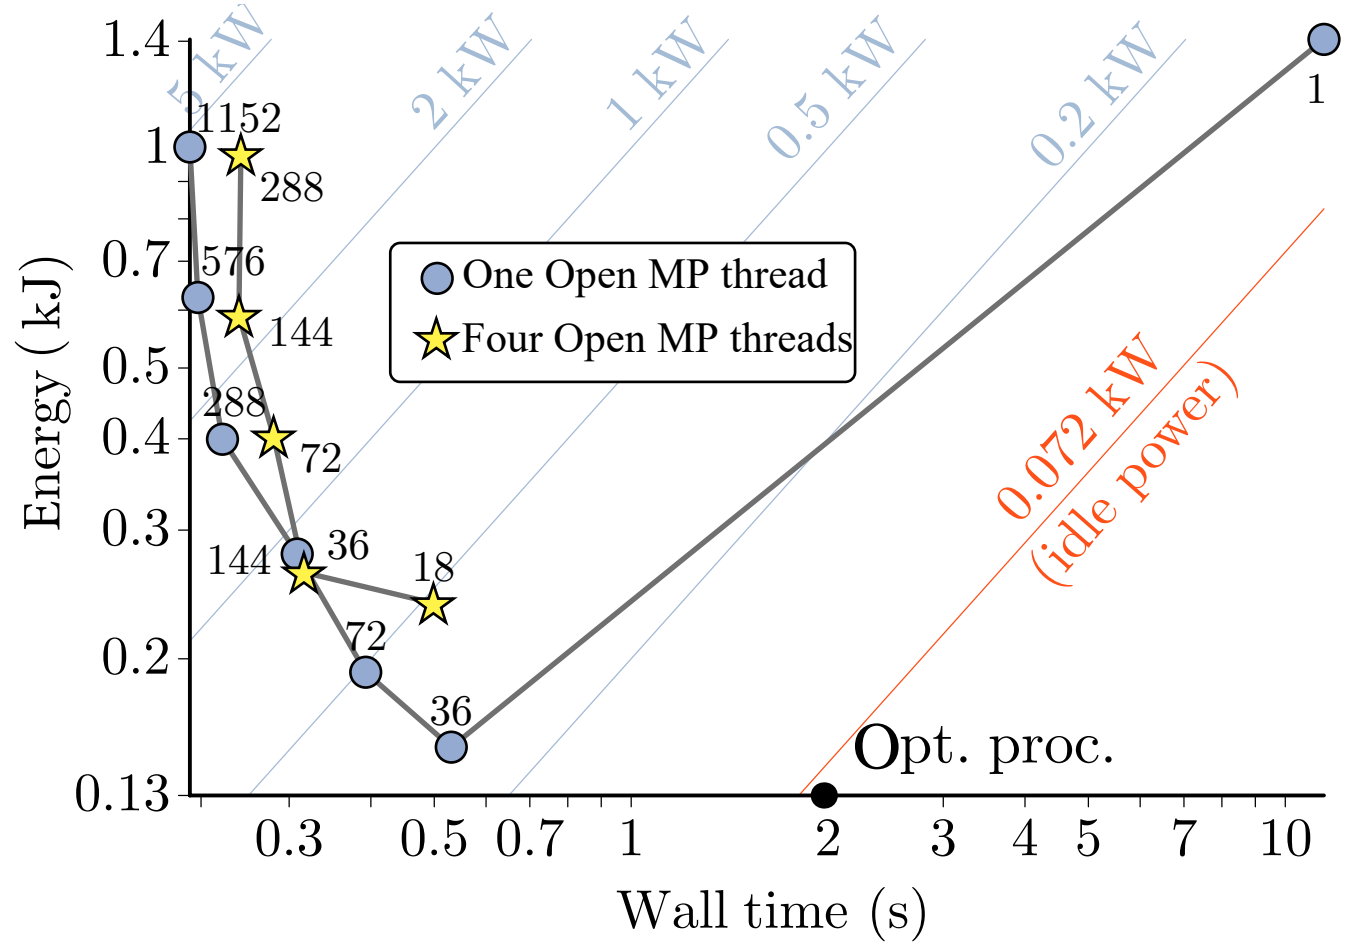 5 kW
2 kW
1 kW
0.5 kW
0.2 kW
1.4
1
0.7
0.5
0.4
0.3
0.2
0.13
Energy (kJ)
1152
288
576
144
288
72
144
36
18
72
36
1
One Open MP thread
Four Open MP threads
0.072 kW
(idle power)
Opt. proc.
0.3
0.5
0.7
1
2
3
4
5
7
10
Wall time (s)